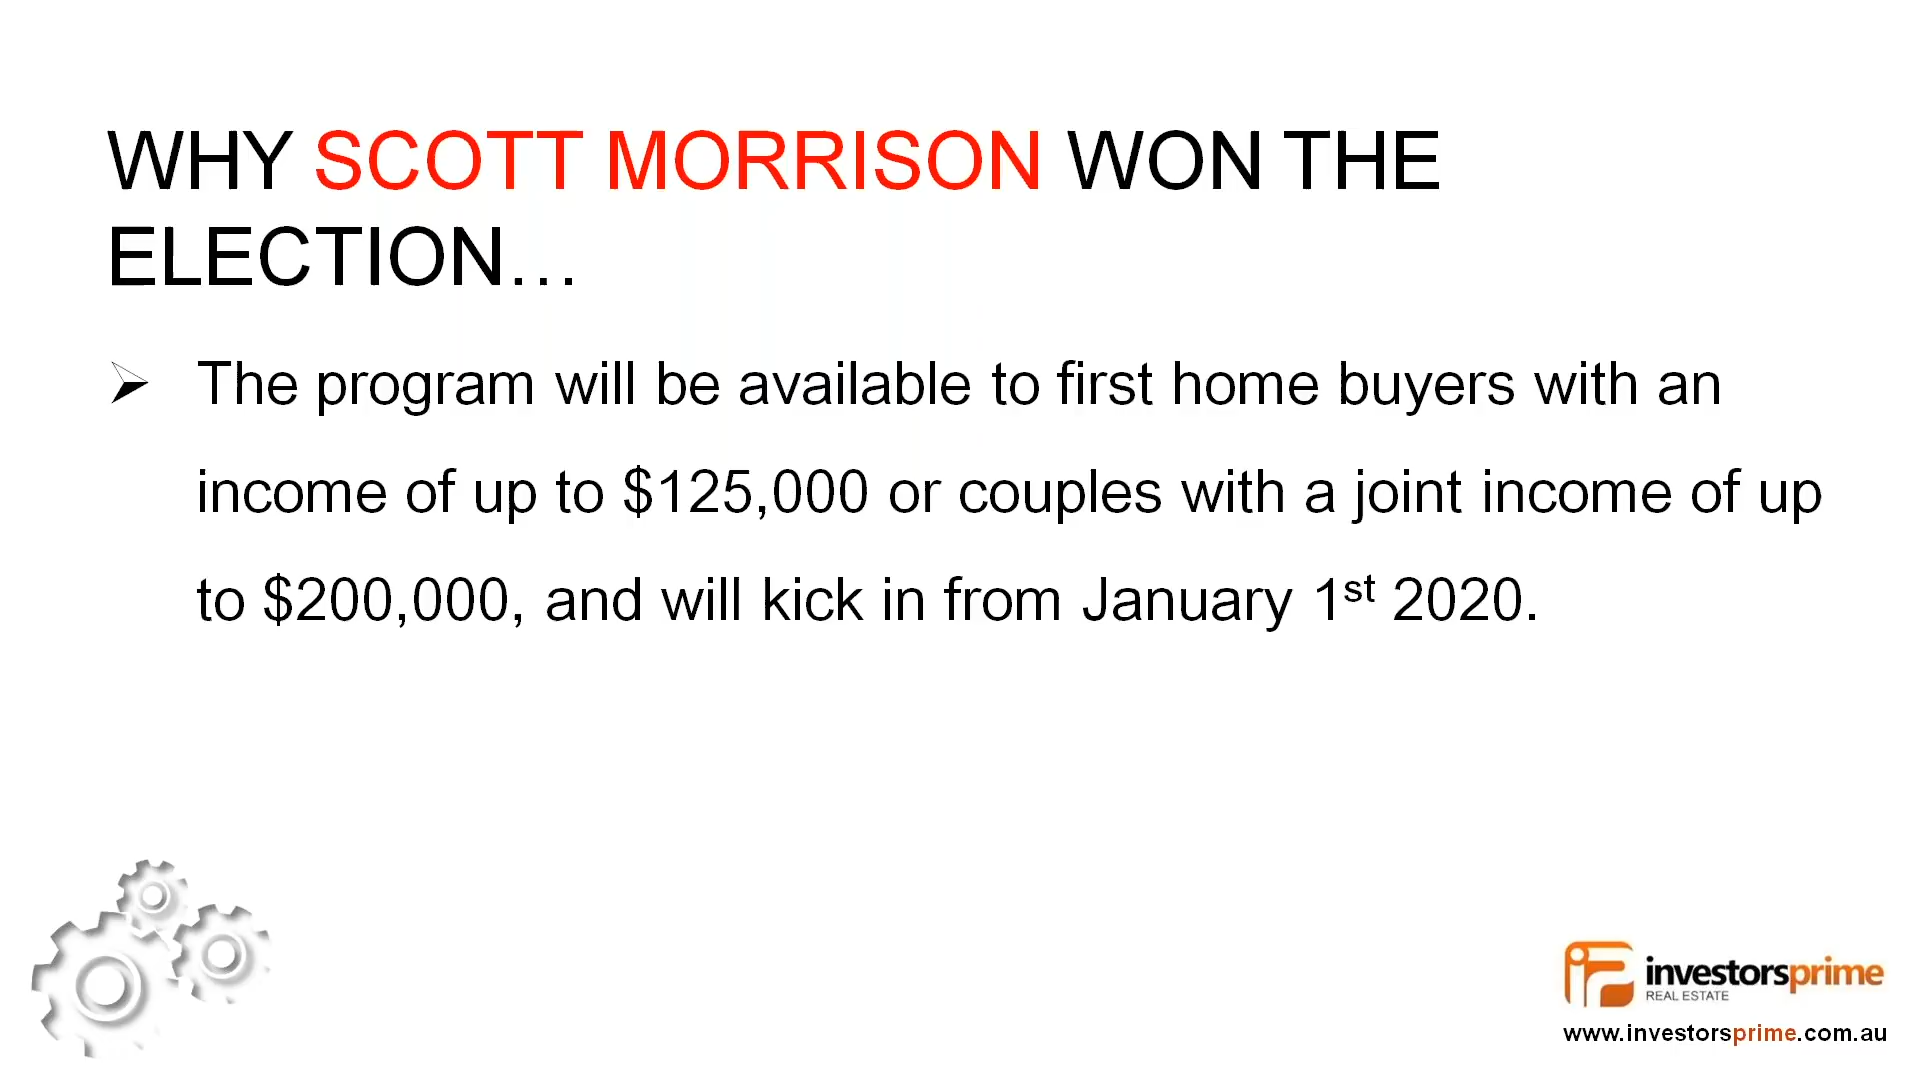 WHY SCOTT MORRISON WON THE
ELECTION…
➢ The program will be available to first home buyers with an
income of up to $125,000 or couples with a joint income of up
to $200,000, and will kick in from January 1st 2020.
investorsprime
REAL ESTATE
www.investorsprime.com.au